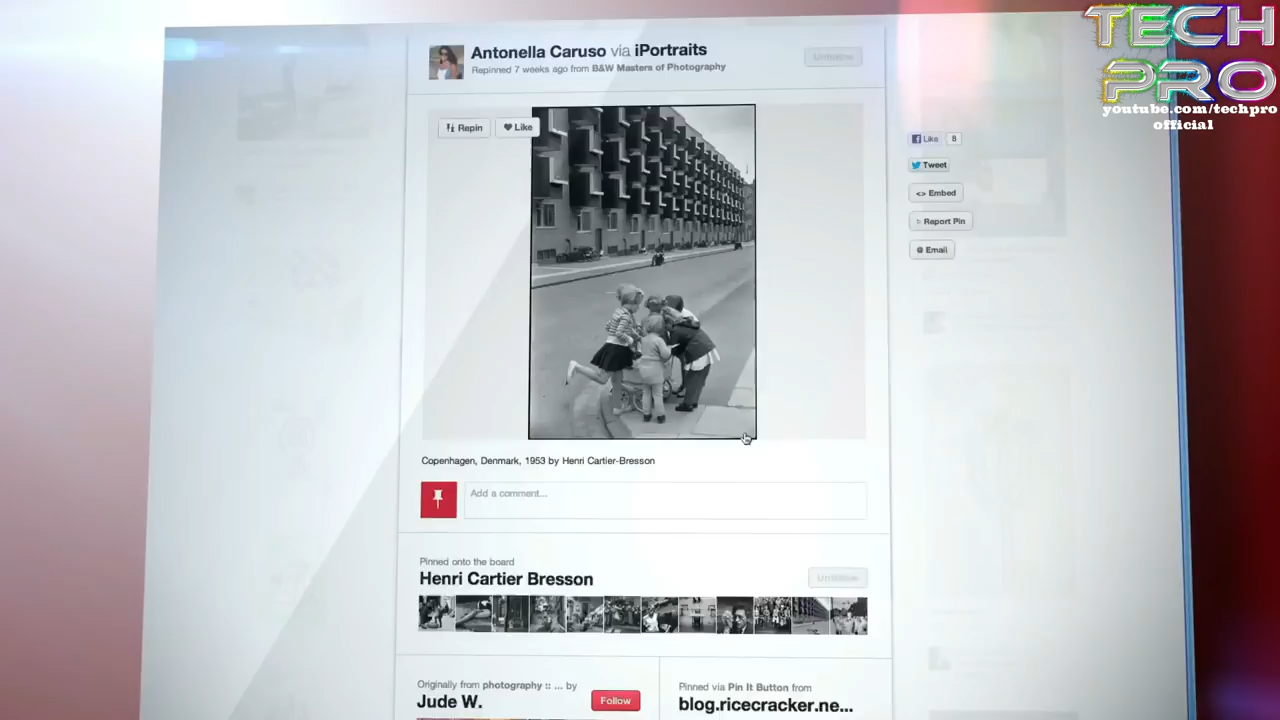 TECH
PRO
youtube.com/techpro
official
Antonella Caruso via iPortraits
Repinned 7 weeks ago from B&W Masters of Photography
Unfollow
Repin
Like
Like 8
Tweet
<> Embed
Report Pin
@ Email
Copenhagen, Denmark, 1953 by Henri Cartier-Bresson
Add a comment...
Pinned onto the board
Henri Cartier Bresson
Unfollow
Originally from photography :: ... by
Jude W.
Follow
Pinned via Pin It Button from
blog.ricecracker.ne...